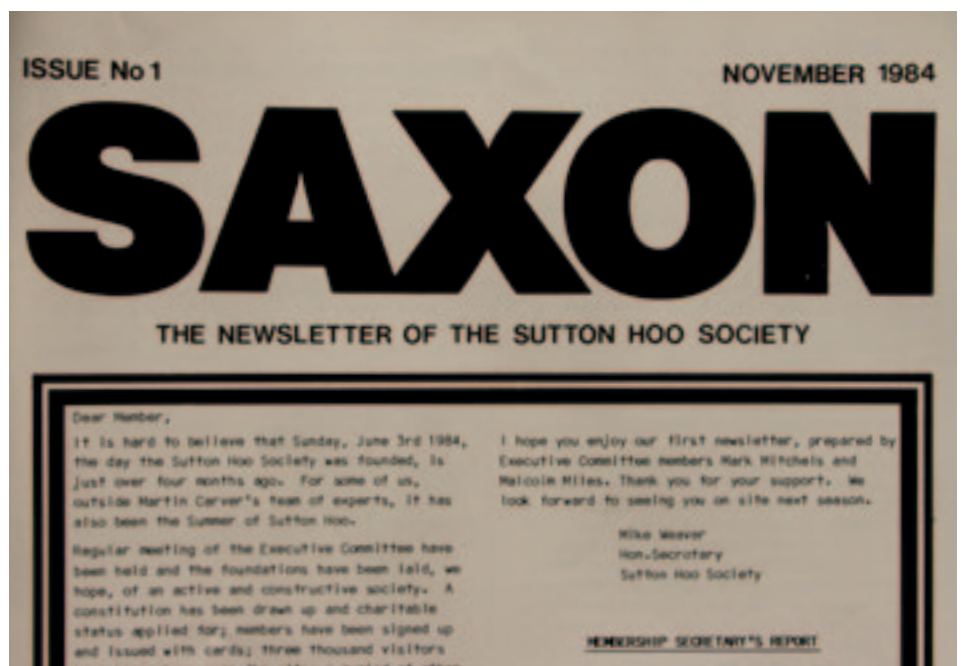 ISSUE No 1
NOVEMBER 1984
SAXON
THE NEWSLETTER OF THE SUTTON HOO SOCIETY
Dear Member,
It is hard to believe that Sunday, June 3rd 1984,
the day the Sutton Hoo Society was founded, is
just over four months ago. For some of us,
outside Martin Carver's team of experts, it has
also been the Summer of Sutton Hoo.
Regular meeting of the Executive Committee have
been held and the foundations have been laid, we
hope, of an active and constructive society. A
constitution has been drawn up and charitable
status applied for; members have been signed up
and issued with cards; three thousand visitors
I hope you enjoy our first newsletter, prepared by
Executive Committee members Mark Mitchels and
Malcolm Miles. Thank you for your support. We
look forward to seeing you on site next season.
Mike Weaver
Hon.Secretary
Sutton Hoo Society
MEMBERSHIP SECRETARY'S REPORT